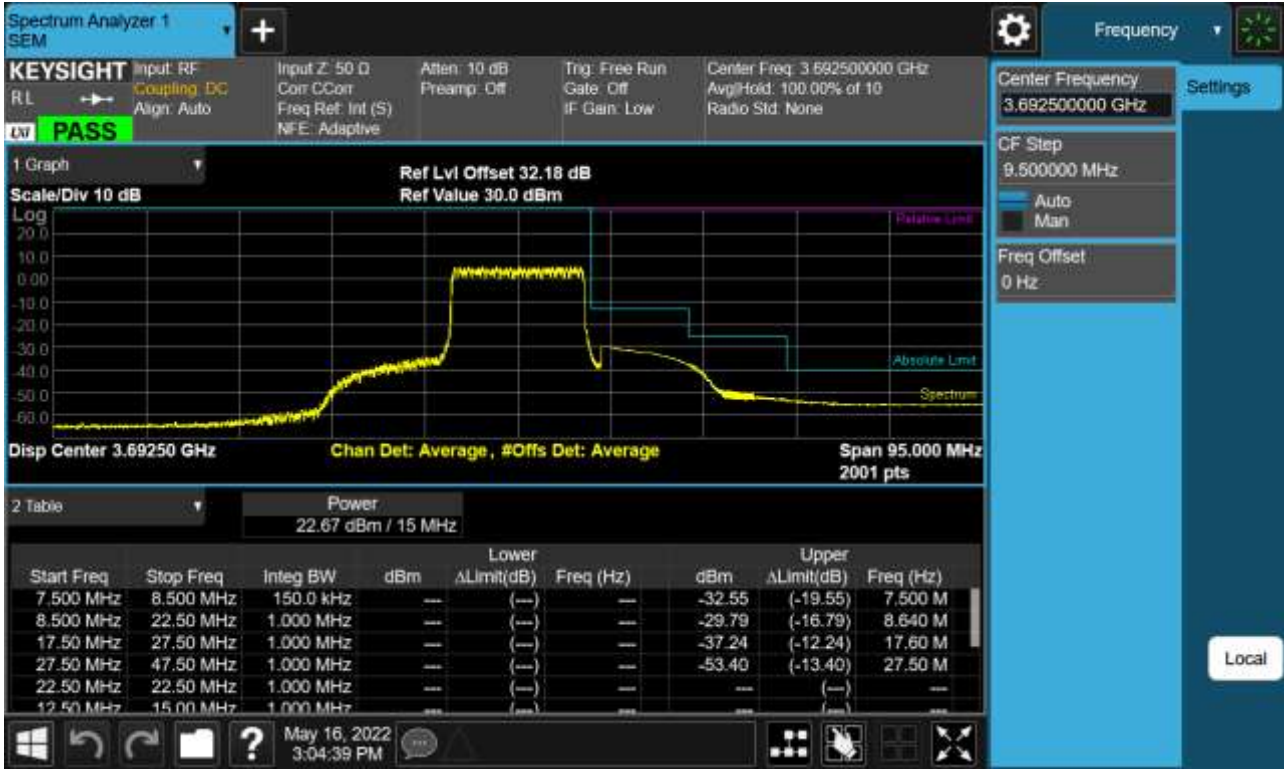 Spectrum Analyzer 1
SEM
Frequency
KEYSIGHT
Input: RF
Coupling: DC
Align: Auto
RL
LXI
PASS
Input Z: 50 Ω
Corr CCorr
Freq Ref: Int (S)
NFE: Adaptive
Atten: 10 dB
Preamp: Off
Trig: Free Run
Gate: Off
IF Gain: Low
Center Freq: 3.692500000 GHz
Avg|Hold: 100.00% of 10
Radio Std: None
Center Frequency
3.692500000 GHz
Settings
CF Step
9.500000 MHz
Auto
Man
Freq Offset
0 Hz
Local
1 Graph
Scale/Div 10 dB
Ref Lvl Offset 32.18 dB
Ref Value 30.0 dBm
Log
20.0
10.0
0.00
-10.0
-20.0
-30.0
-40.0
-50.0
-60.0
Relative Limit
Absolute Limit
Spectrum
Disp Center 3.69250 GHz
Chan Det: Average, #Offs Det: Average
Span 95.000 MHz
2001 pts
2 Table
Power
22.67 dBm / 15 MHz
Lower Upper
Start Freq Stop Freq Integ BW dBm ΔLimit(dB) Freq (Hz) dBm ΔLimit(dB) Freq (Hz)
7.500 MHz 8.500 MHz 150.0 kHz --- (---) --- -32.55 (-19.55) 7.500 M
8.500 MHz 22.50 MHz 1.000 MHz --- (---) --- -29.79 (-16.79) 8.640 M
17.50 MHz 27.50 MHz 1.000 MHz --- (---) --- -37.24 (-12.24) 17.60 M
27.50 MHz 47.50 MHz 1.000 MHz --- (---) --- -53.40 (-13.40) 27.50 M
22.50 MHz 22.50 MHz 1.000 MHz --- (---) --- --- (---) ---
12.50 MHz 15.00 MHz 1.000 MHz --- (---) --- --- (---) ---
?
May 16, 2022
3:04:39 PM